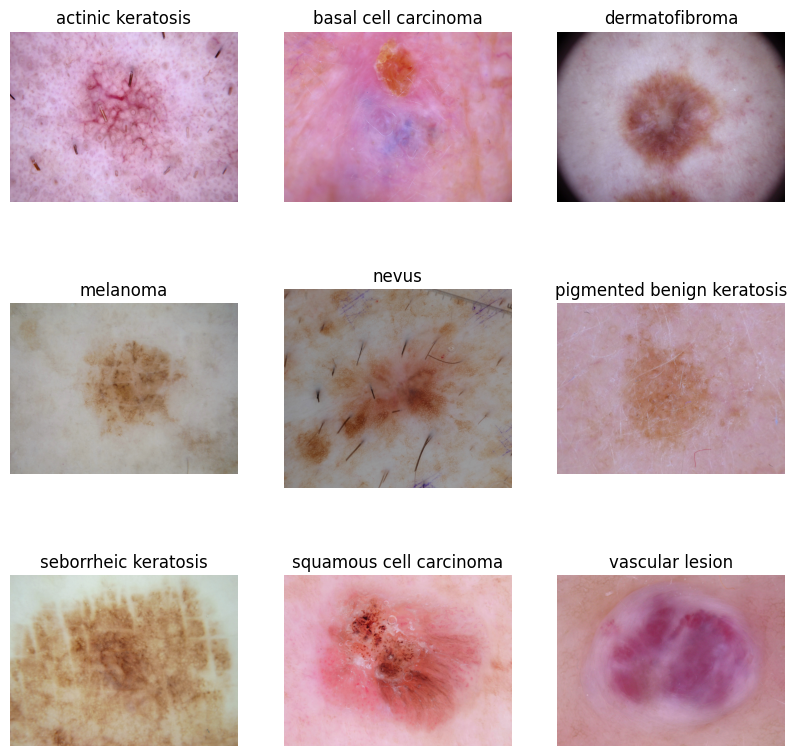 actinic keratosis
basal cell carcinoma
dermatofibroma
melanoma
nevus
pigmented benign keratosis
seborrheic keratosis
squamous cell carcinoma
vascular lesion